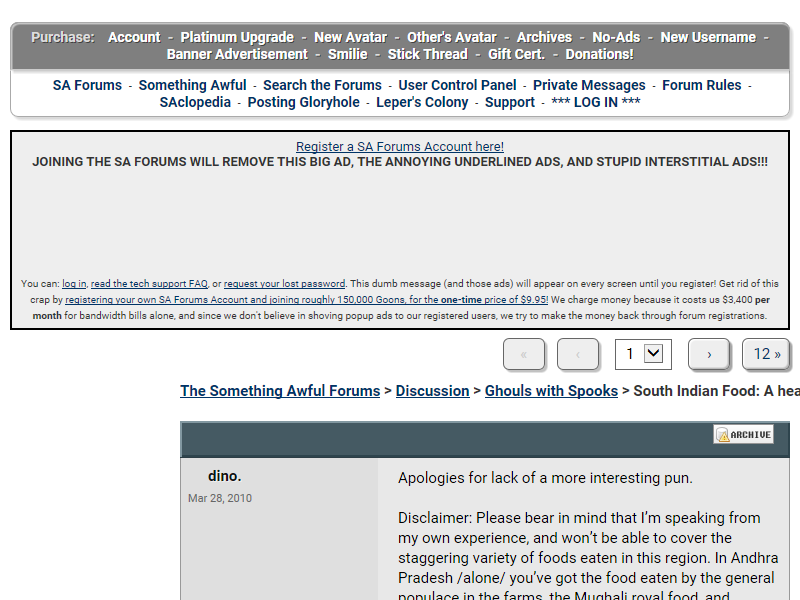 Purchase: Account - Platinum Upgrade - New Avatar - Other's Avatar - Archives - No-Ads - New Username -
Banner Advertisement - Smilie - Stick Thread - Gift Cert. - Donations!
SA Forums - Something Awful - Search the Forums - User Control Panel - Private Messages - Forum Rules -
SAclopedia - Posting Gloryhole - Leper's Colony - Support - *** LOG IN ***
Register a SA Forums Account here!
JOINING THE SA FORUMS WILL REMOVE THIS BIG AD, THE ANNOYING UNDERLINED ADS, AND STUPID INTERSTITIAL ADS!!!
You can: log in, read the tech support FAQ, or request your lost password. This dumb message (and those ads) will appear on every screen until you register! Get rid of this
crap by registering your own SA Forums Account and joining roughly 150,000 Goons, for the one-time price of $9.95! We charge money because it costs us $3,400 per
month for bandwidth bills alone, and since we don't believe in shoving popup ads to our registered users, we try to make the money back through forum registrations.
« ‹ 1 › 12 »
The Something Awful Forums > Discussion > Ghouls with Spooks > South Indian Food: A hea
ARCHIVE
dino.
Mar 28, 2010
Apologies for lack of a more interesting pun.
Disclaimer: Please bear in mind that I'm speaking from
my own experience, and won't be able to cover the
staggering variety of foods eaten in this region. In Andhra
Pradesh /alone/ you've got the food eaten by the general
populace in the farms, the Mughali royal food, and